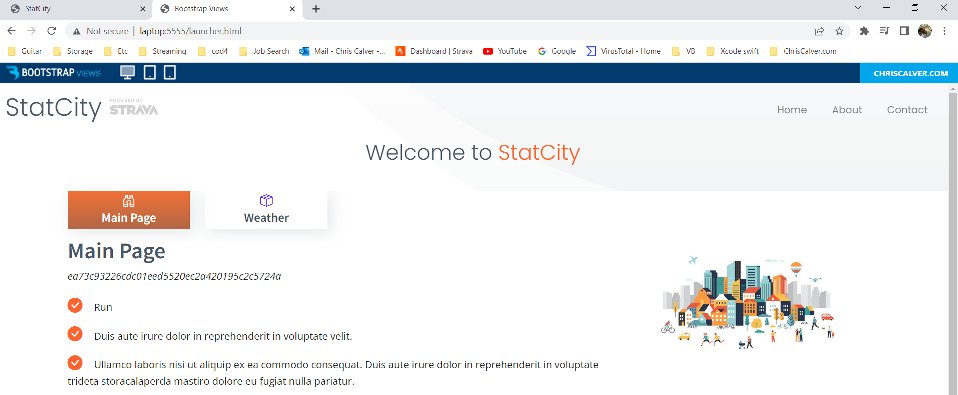 StatCity
Bootstrap Views
Not secure | laptop:5555/launcher.html
Guitar Storage Etc Streaming cod4 Job Search Mail - Chris Calver -... Dashboard | Strava YouTube Google VirusTotal - Home VB Xcode swift ChrisCalver.com
BOOTSTRAP VIEWS
CHRISCALVER.COM
StatCity POWERED BY STRAVA
Home About Contact
Welcome to StatCity
Main Page
Weather
Main Page
ea73c93226cdc01eed5520ec2a420195c2c5724a
Run
Duis aute irure dolor in reprehenderit in voluptate velit.
Ullamco laboris nisi ut aliquip ex ea commodo consequat. Duis aute irure dolor in reprehenderit in voluptate
trideta storacalaperda mastiro dolore eu fugiat nulla pariatur.